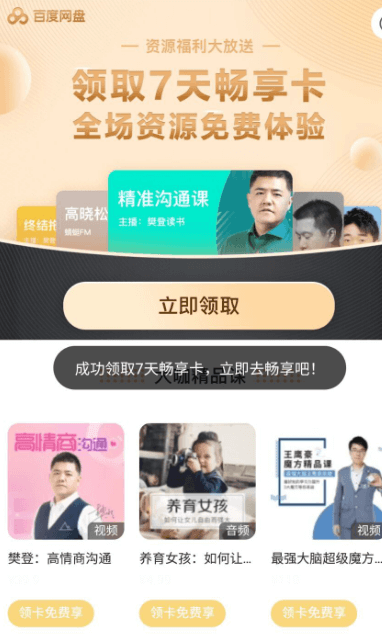 百度网盘
资源福利大放送
领取7天畅享卡
全场资源免费体验
精准沟通课
主播：樊登读书
高晓松
蜻蜓FM
终结拖
立即领取
成功领取7天畅享卡，立即去畅享吧！
大咖精品课
高情商沟通
视频
养育女孩
音频
王鹰豪
魔方精品课
视频
樊登：高情商沟通
养育女孩：如何让...
最强大脑超级魔方...
领卡免费享
领卡免费享
领卡免费享